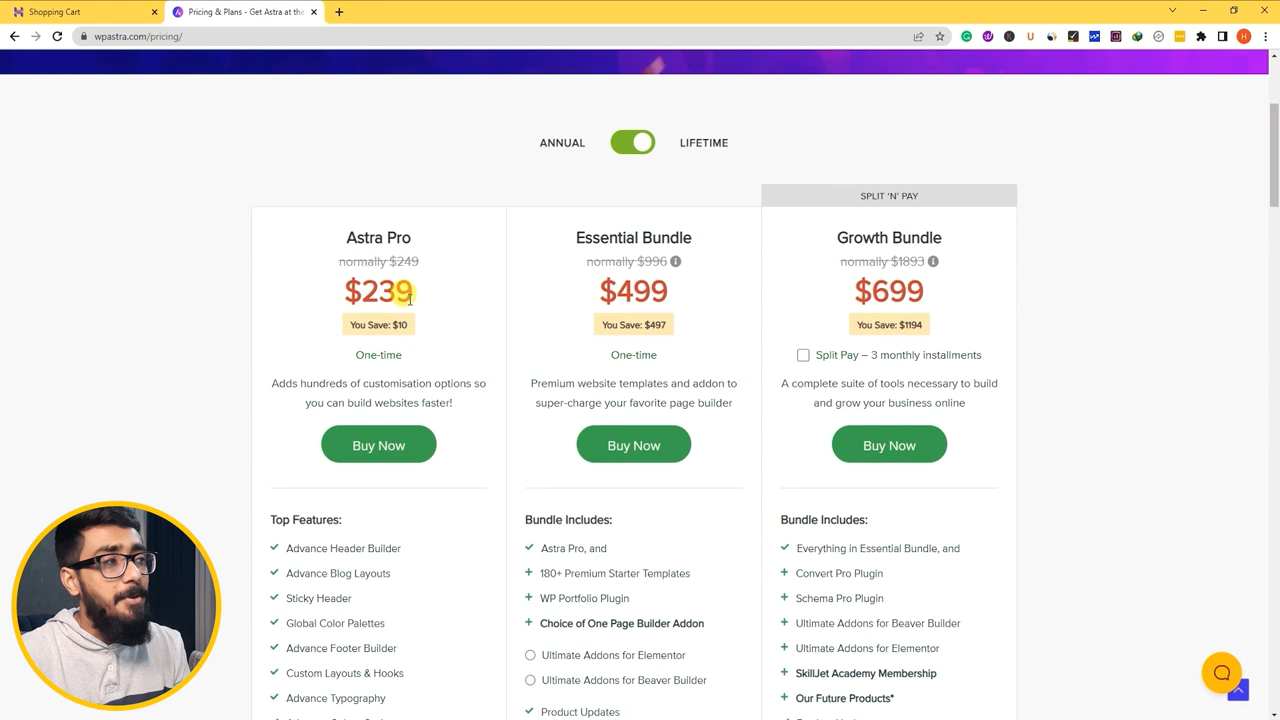 Shopping Cart
Pricing & Plans - Get Astra at the
wpastra.com/pricing/
ANNUAL
LIFETIME
SPLIT 'N' PAY
Astra Pro
normally $249
$239
You Save: $10
One-time
Adds hundreds of customisation options so
you can build websites faster!
Buy Now
Top Features:
Advance Header Builder
Advance Blog Layouts
Sticky Header
Global Color Palettes
Advance Footer Builder
Custom Layouts & Hooks
Advance Typography
Essential Bundle
normally $996
$499
You Save: $497
One-time
Premium website templates and addon to
super-charge your favorite page builder
Buy Now
Bundle Includes:
Astra Pro, and
180+ Premium Starter Templates
WP Portfolio Plugin
Choice of One Page Builder Addon
Ultimate Addons for Elementor
Ultimate Addons for Beaver Builder
Product Updates
Growth Bundle
normally $1893
$699
You Save: $1194
Split Pay – 3 monthly installments
A complete suite of tools necessary to build
and grow your business online
Buy Now
Bundle Includes:
Everything in Essential Bundle, and
Convert Pro Plugin
Schema Pro Plugin
Ultimate Addons for Beaver Builder
Ultimate Addons for Elementor
SkillJet Academy Membership
Our Future Products*